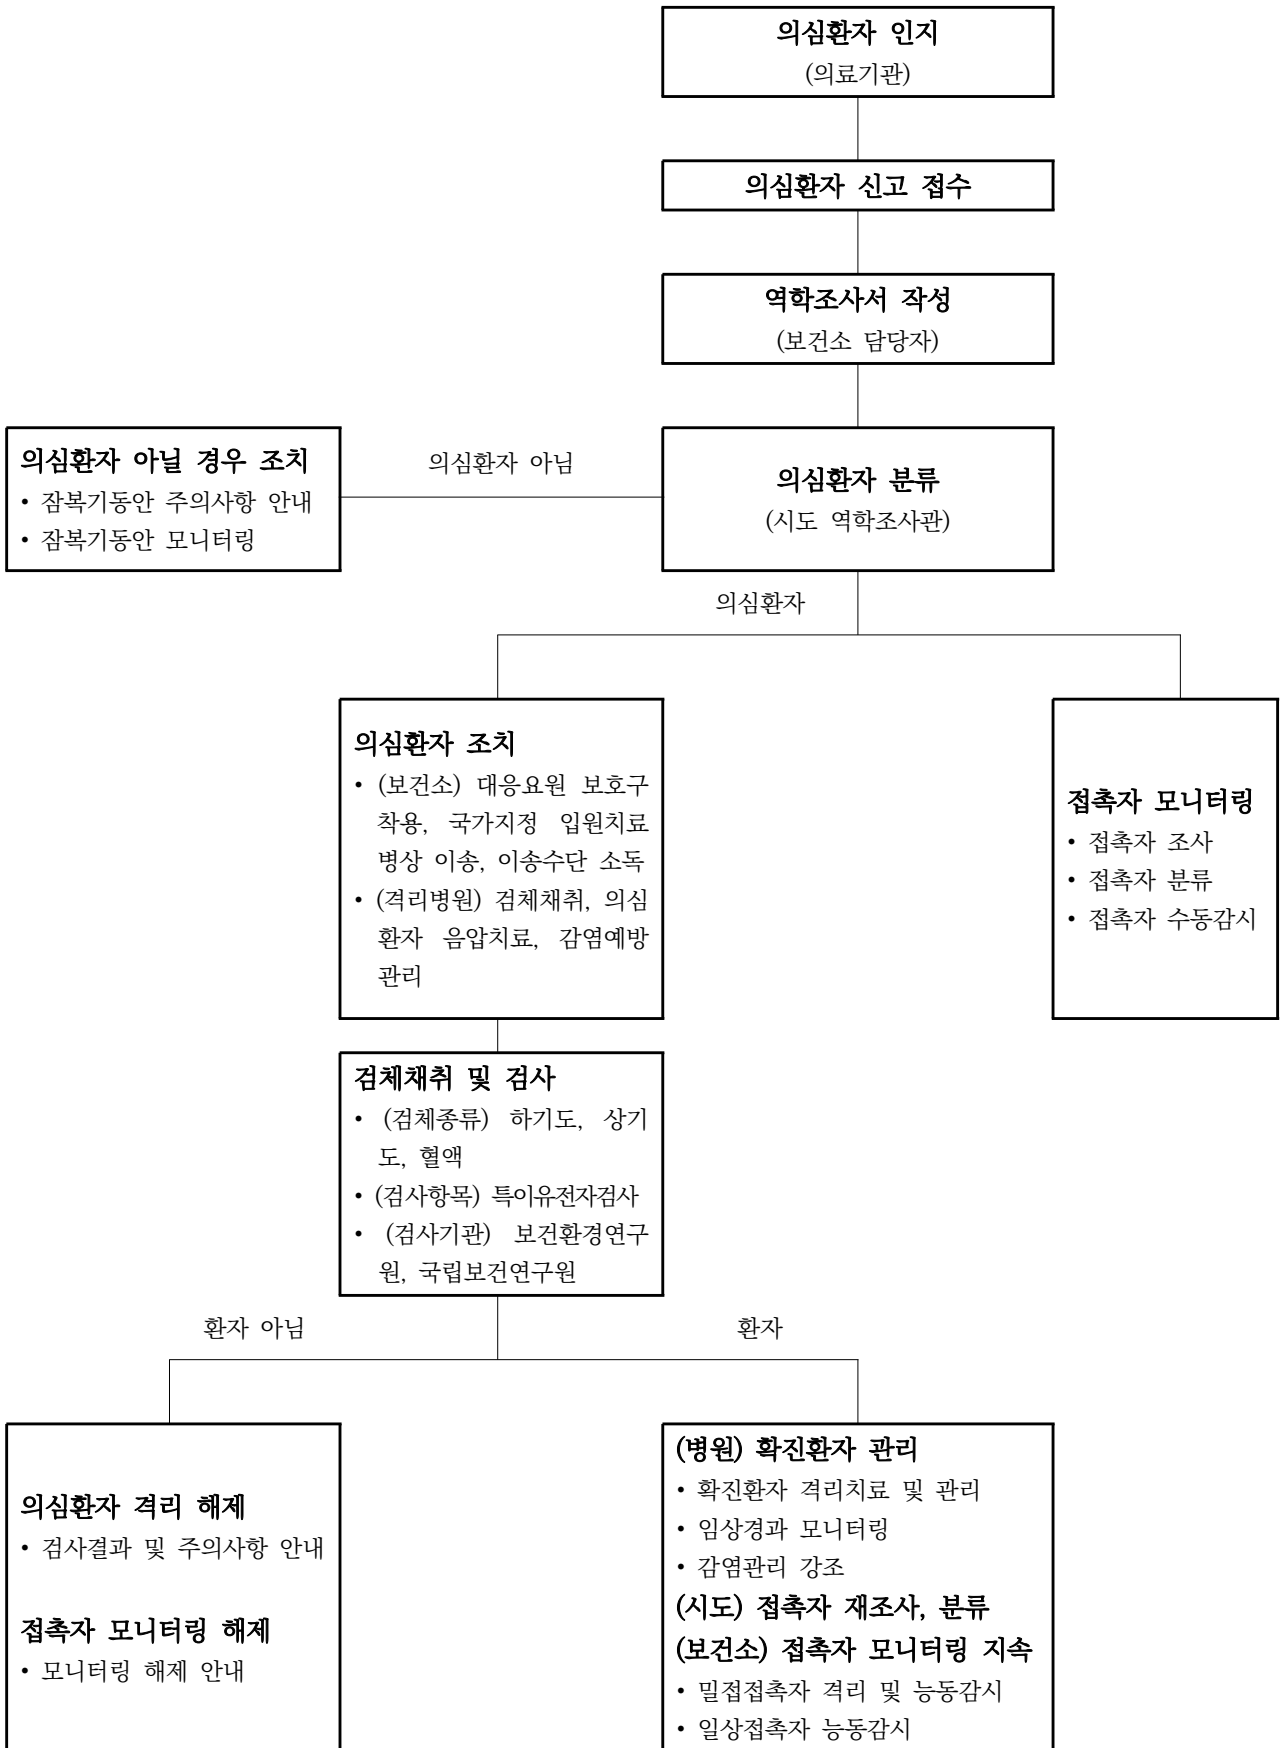 의심환자 인지
(의료기관)
의심환자 신고 접수
역학조사서 작성
(보건소 담당자)
의심환자 아닐 경우 조치
• 잠복기동안 주의사항 안내
• 잠복기동안 모니터링
의심환자 아님
의심환자 분류
(시도 역학조사관)
의심환자
의심환자 조치
• (보건소) 대응요원 보호구
착용, 국가지정 입원치료
병상 이송, 이송수단 소독
• (격리병원) 검체채취, 의심
환자 음압치료, 감염예방
관리
접촉자 모니터링
• 접촉자 조사
• 접촉자 분류
• 접촉자 수동감시
검체채취 및 검사
• (검체종류) 하기도, 상기
도, 혈액
• (검사항목) 특이유전자검사
• (검사기관) 보건환경연구
원, 국립보건연구원
환자 아님
환자
의심환자 격리 해제
• 검사결과 및 주의사항 안내
접촉자 모니터링 해제
• 모니터링 해제 안내
(병원) 확진환자 관리
• 확진환자 격리치료 및 관리
• 임상경과 모니터링
• 감염관리 강조
(시도) 접촉자 재조사, 분류
(보건소) 접촉자 모니터링 지속
• 밀접접촉자 격리 및 능동감시
• 일상접촉자 능동감시